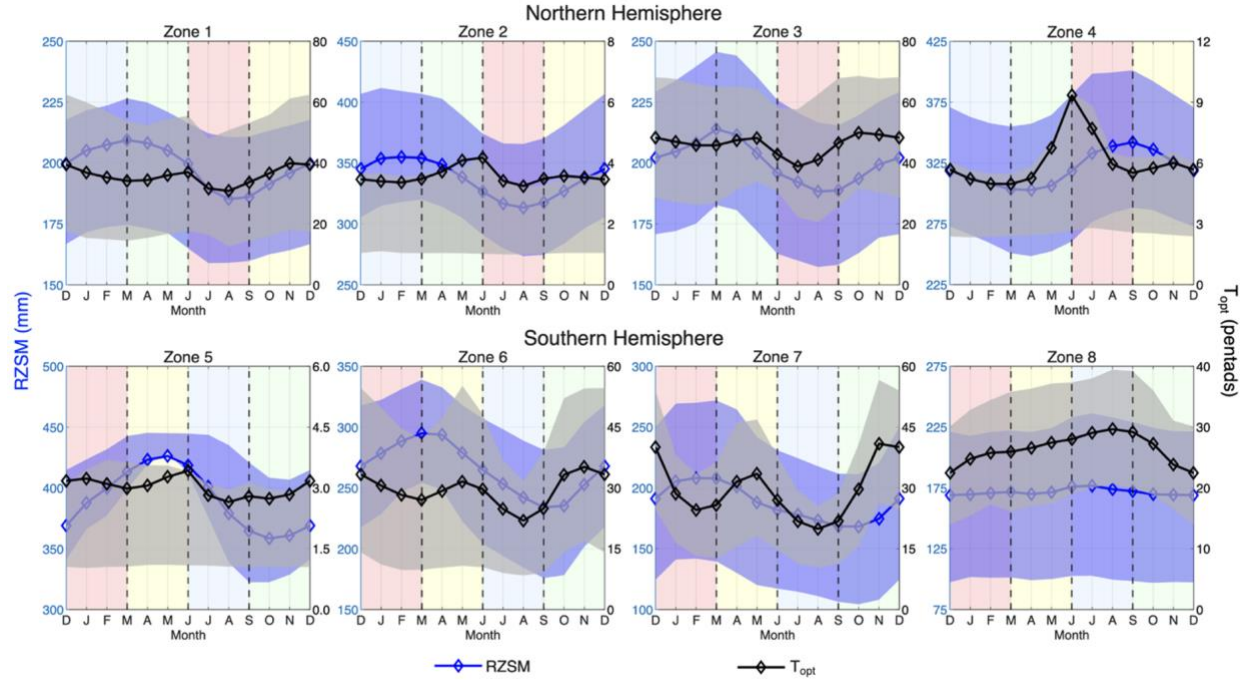 Northern Hemisphere
Zone 1 Zone 2 Zone 3 Zone 4
250 80 450 8 250 80 425 12
225 60 400 6 225 60 375 9
200 40 350 4 200 40 325 6
175 20 300 2 175 20 275 3
150 0 250 0 150 0 225 0
D J F M A M J J A S O N D D J F M A M J J A S O N D D J F M A M J J A S O N D D J F M A M J J A S O N D
Month Month Month Month
RZSM (mm)
T_opt (pentads)
Southern Hemisphere
Zone 5 Zone 6 Zone 7 Zone 8
500 6.0 350 60 300 60 275 40
450 4.5 300 45 250 45 225 30
400 3.0 250 30 200 30 175 20
350 1.5 200 15 150 15 125 10
300 0.0 150 0 100 0 75 0
D J F M A M J J A S O N D D J F M A M J J A S O N D D J F M A M J J A S O N D D J F M A M J J A S O N D
Month Month Month Month
RZSM T_opt